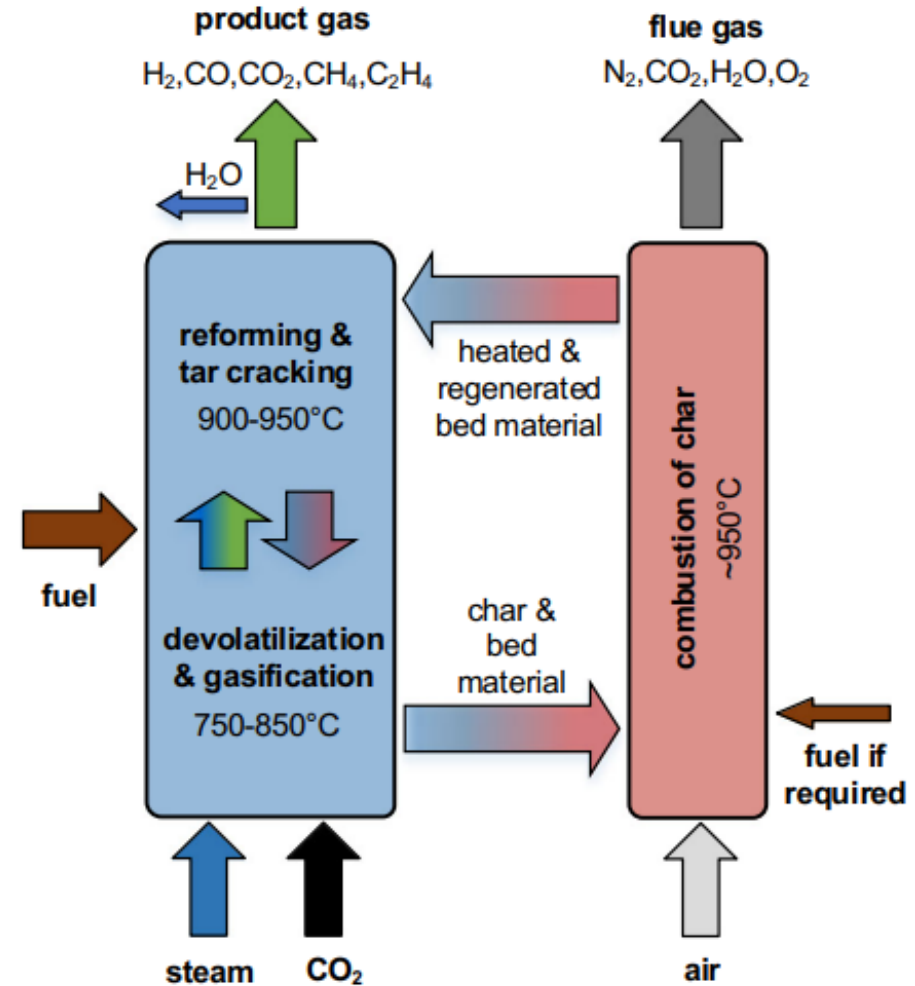 product gas
H₂,CO,CO₂,CH₄,C₂H₄
flue gas
N₂,CO₂,H₂O,O₂
H₂O
reforming &
tar cracking
900-950°C
heated &
regenerated
bed material
combustion of char
~950°C
fuel
devolatilization
& gasification
750-850°C
char &
bed
material
fuel if
required
steam
CO₂
air